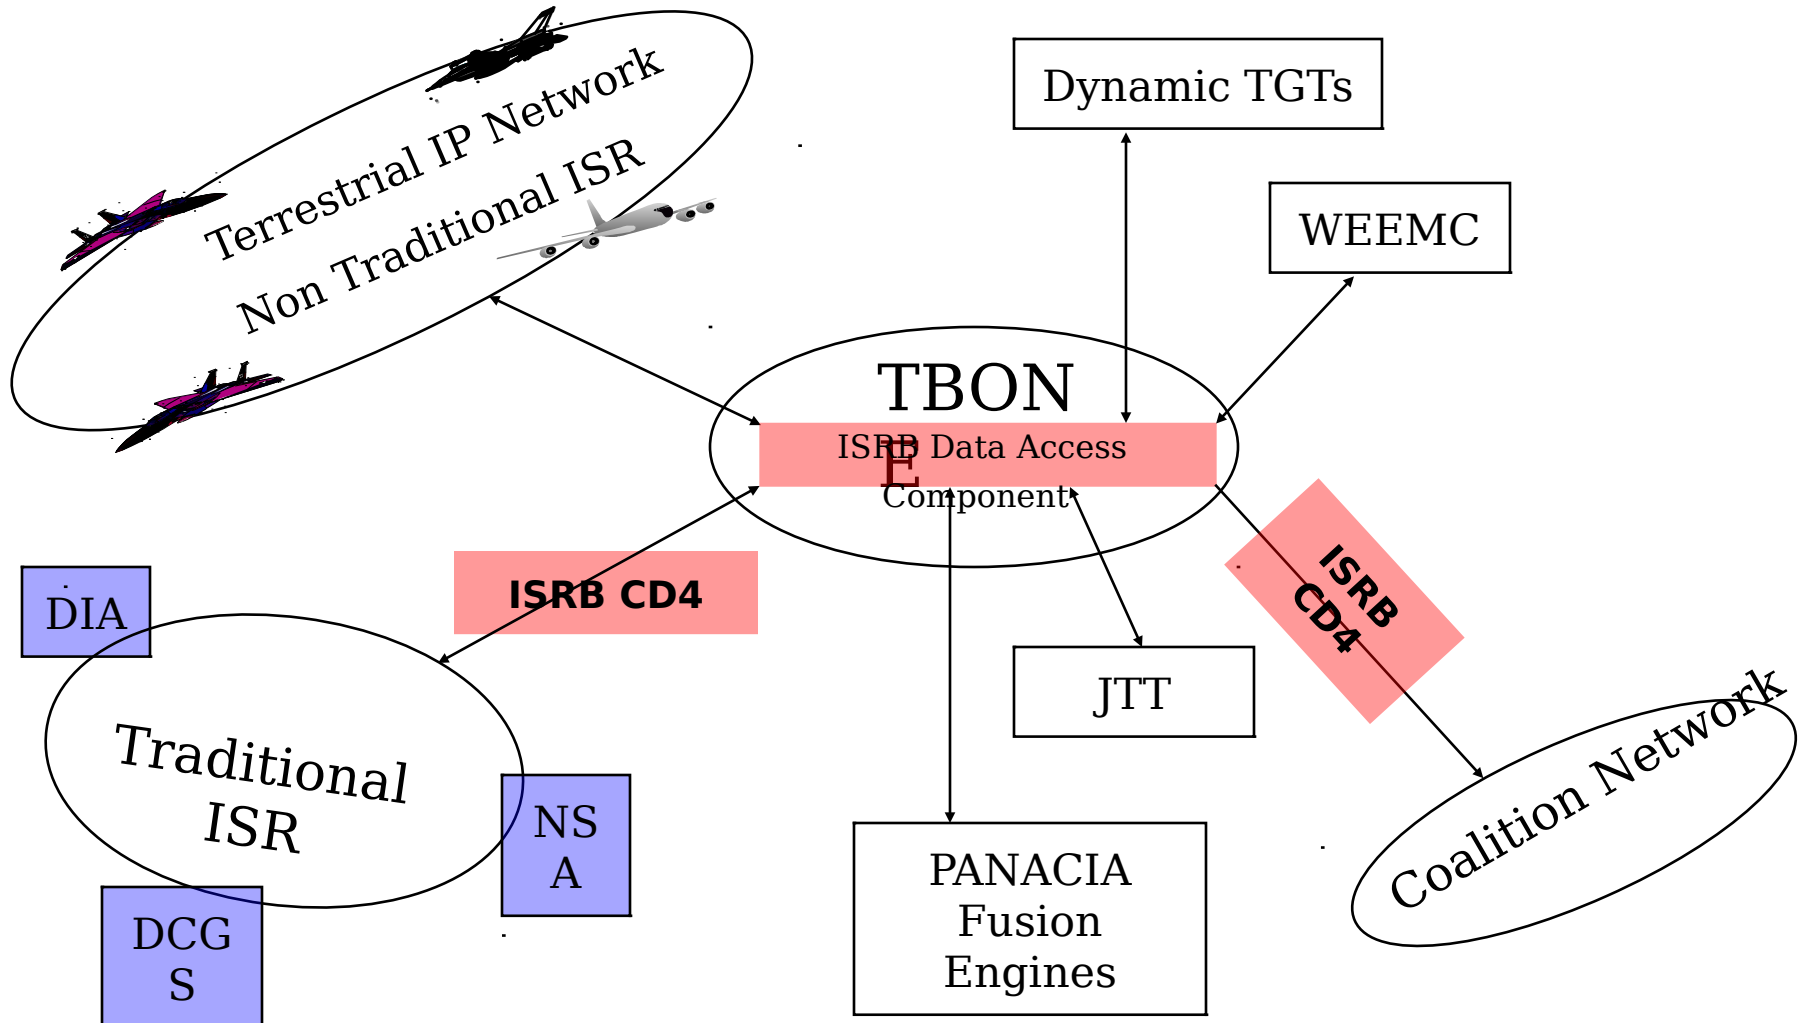 Terrestrial IP Network
Non Traditional ISR
Dynamic TGTs
WEEMC
TBON
E
ISRB Data Access
Component
ISRB CD4
ISRB
CD4
DIA
Traditional
ISR
NS
A
DCG
S
JTT
PANACIA
Fusion
Engines
Coalition Network